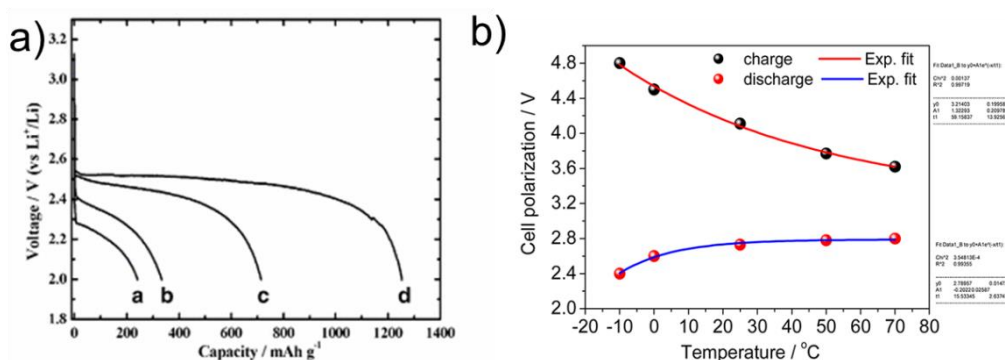 a)
Voltage / V (vs Li⁺/Li)
3.2
3.0
2.8
2.6
2.4
2.2
2.0
1.8
a
b
c
d
0
200
400
600
800
1000
1200
1400
Capacity / mAh g⁻¹
b)
Cell polarization / V
4.8
4.4
4.0
3.6
3.2
2.8
2.4
2.0
charge
Exp. fit
discharge
Exp. fit
-20
-10
0
10
20
30
40
50
60
70
80
Temperature / °C